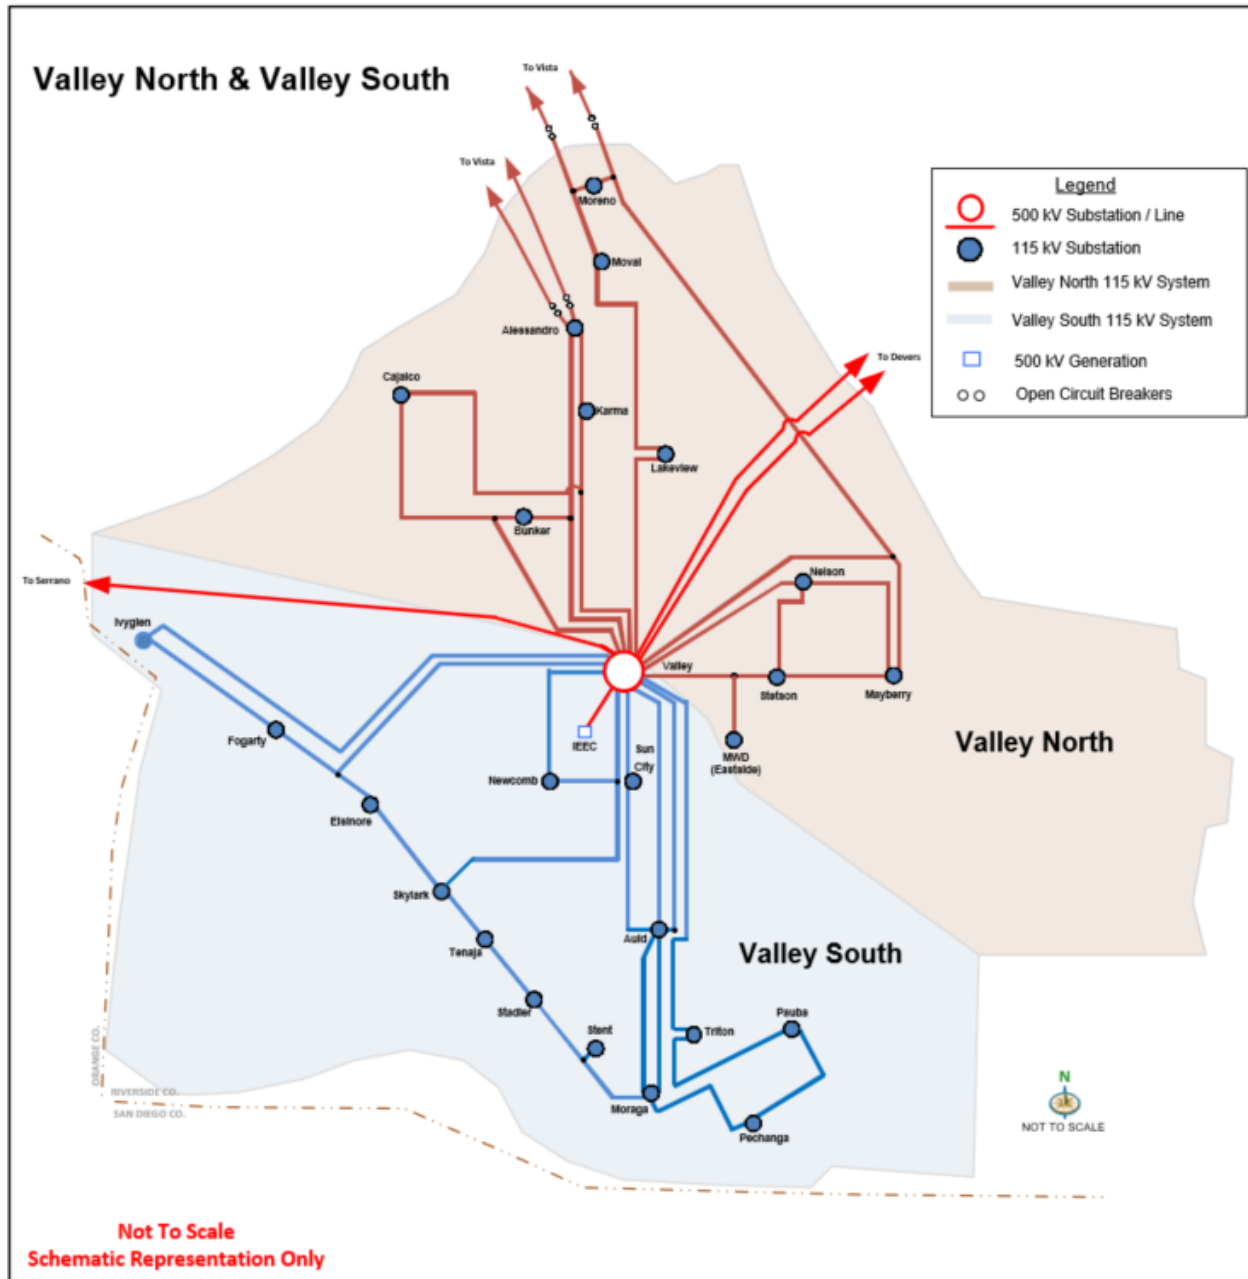 Valley North & Valley South
To Vista
To Vista
Legend
500 kV Substation / Line
115 kV Substation
Valley North 115 kV System
Valley South 115 kV System
500 kV Generation
Open Circuit Breakers
Moreno
Moval
Alessandro
To Devers
Cajalco
Karma
Lakeview
Bunker
To Serrano
Nelson
Ivyglen
Valley
Stetson
Mayberry
Fogarty
IEEC
Sun
City
MWD
(Eastside)
Valley North
Newcomb
Elsinore
Skylark
Auld
Valley South
Tenaja
Stadler
Stent
Triton
Pauba
ORANGE CO.
RIVERSIDE CO.
SAN DIEGO CO.
Moraga
Pechanga
N
NOT TO SCALE
Not To Scale
Schematic Representation Only